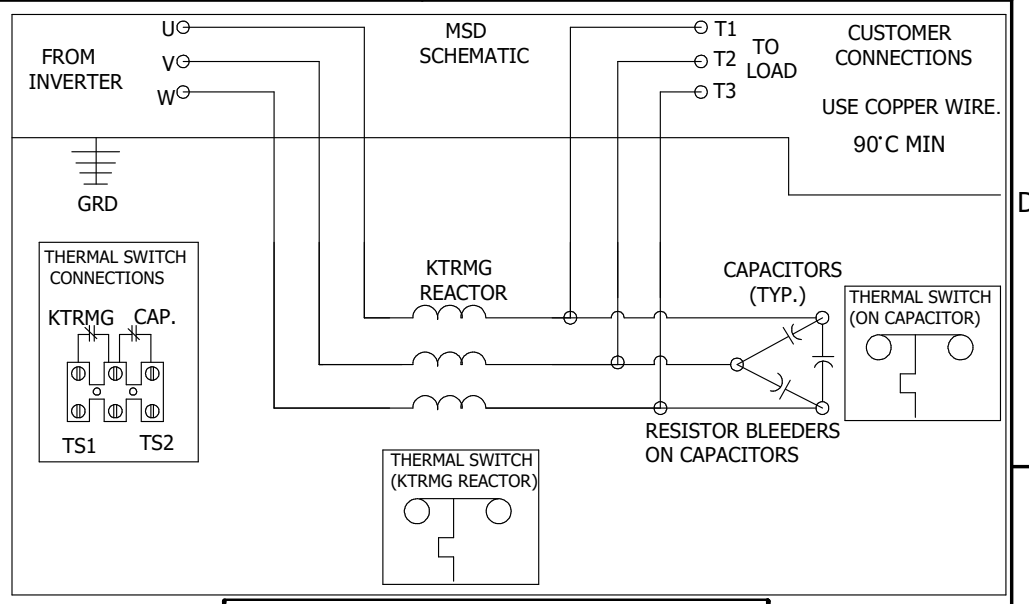 U
V
W
FROM
INVERTER
MSD
SCHEMATIC
T1
T2
T3
TO
LOAD
CUSTOMER
CONNECTIONS
USE COPPER WIRE.
90°C MIN
GRD
D
THERMAL SWITCH
CONNECTIONS
KTRMG CAP.
TS1 TS2
KTRMG
REACTOR
CAPACITORS
(TYP.)
THERMAL SWITCH
(ON CAPACITOR)
RESISTOR BLEEDERS
ON CAPACITORS
THERMAL SWITCH
(KTRMG REACTOR)